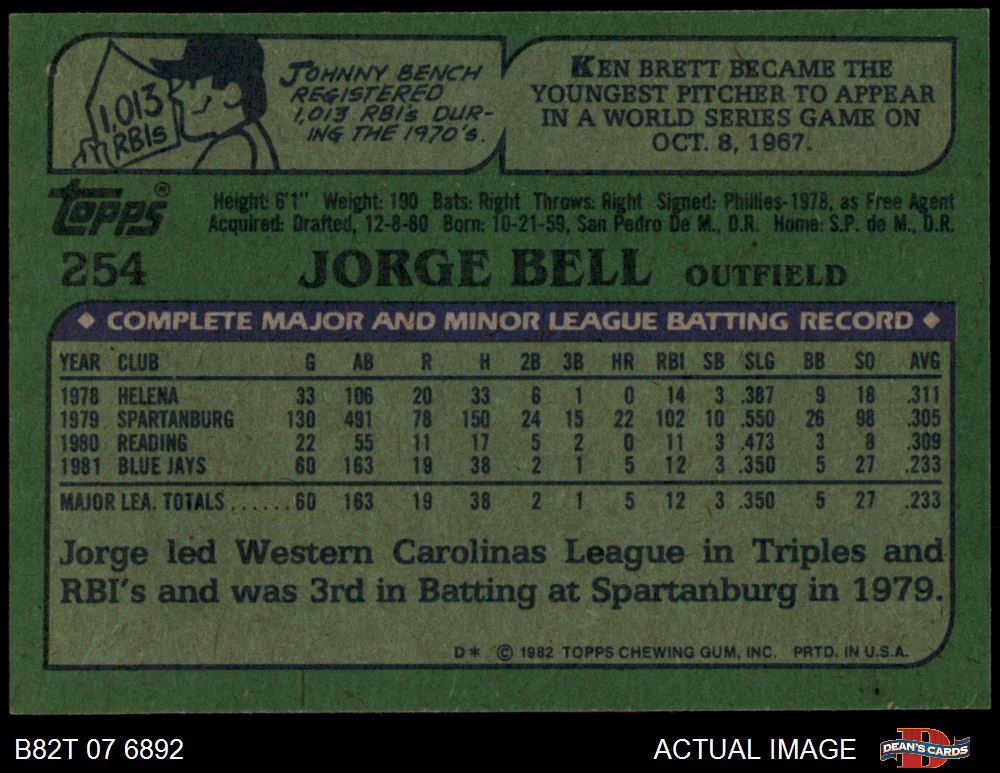 1,013
RBIs
JOHNNY BENCH
REGISTERED
1,013 RBI's DUR-
ING THE 1970's.
KEN BRETT BECAME THE
YOUNGEST PITCHER TO APPEAR
IN A WORLD SERIES GAME ON
OCT. 8, 1967.
TOPPS®
Height: 6'1" Weight: 190 Bats: Right Throws: Right Signed: Phillies-1978, as Free Agent
Acquired: Drafted, 12-8-80 Born: 10-21-59, San Pedro De M., D.R. Home: S.P. de M., D.R.
254 JORGE BELL OUTFIELD
◆ COMPLETE MAJOR AND MINOR LEAGUE BATTING RECORD ◆
YEAR CLUB G AB R H 2B 3B HR RBI SB SLG BB SO AVG
1978 HELENA 33 106 20 33 6 1 0 14 3 .387 9 18 .311
1979 SPARTANBURG 130 491 78 150 24 15 22 102 10 .550 26 98 .305
1980 READING 22 55 11 17 5 2 0 11 3 .473 3 8 .309
1981 BLUE JAYS 60 163 19 38 2 1 5 12 3 .350 5 27 .233
MAJOR LEA. TOTALS......60 163 19 38 2 1 5 12 3 .350 5 27 .233
Jorge led Western Carolinas League in Triples and
RBI's and was 3rd in Batting at Spartanburg in 1979.
D* © 1982 TOPPS CHEWING GUM, INC. PRTD. IN U.S.A.
B82T 07 6892 ACTUAL IMAGE DEAN'S CARDS